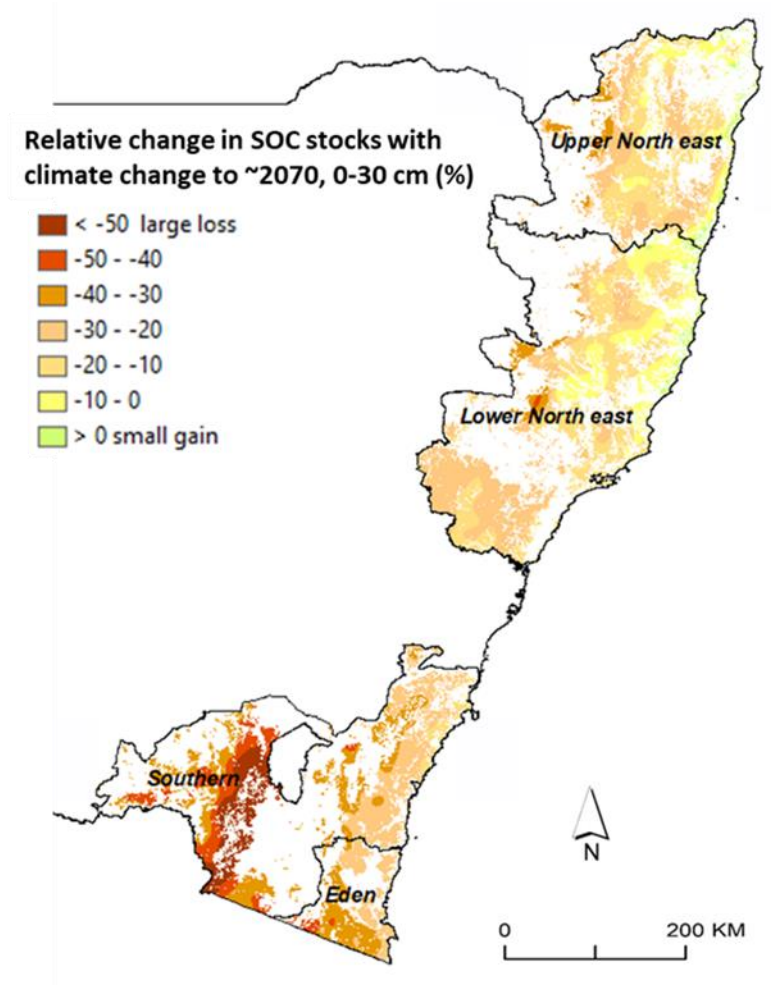 Relative change in SOC stocks with
climate change to ~2070, 0-30 cm (%)
< -50 large loss
-50 - -40
-40 - -30
-30 - -20
-20 - -10
-10 - 0
> 0 small gain
Upper North east
Lower North east
Southern
Eden
N
0 200 KM